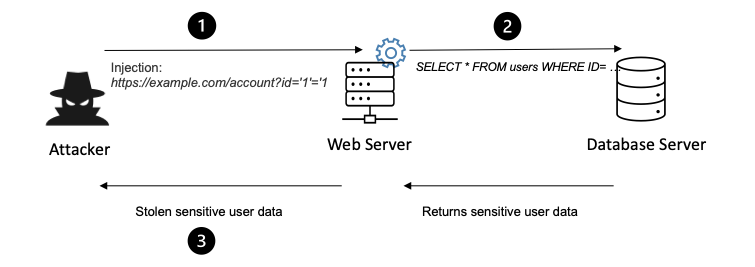 1
2
Injection:
https://example.com/account?id='1'='1
SELECT * FROM users WHERE ID= …
Attacker
Web Server
Database Server
Stolen sensitive user data
Returns sensitive user data
3